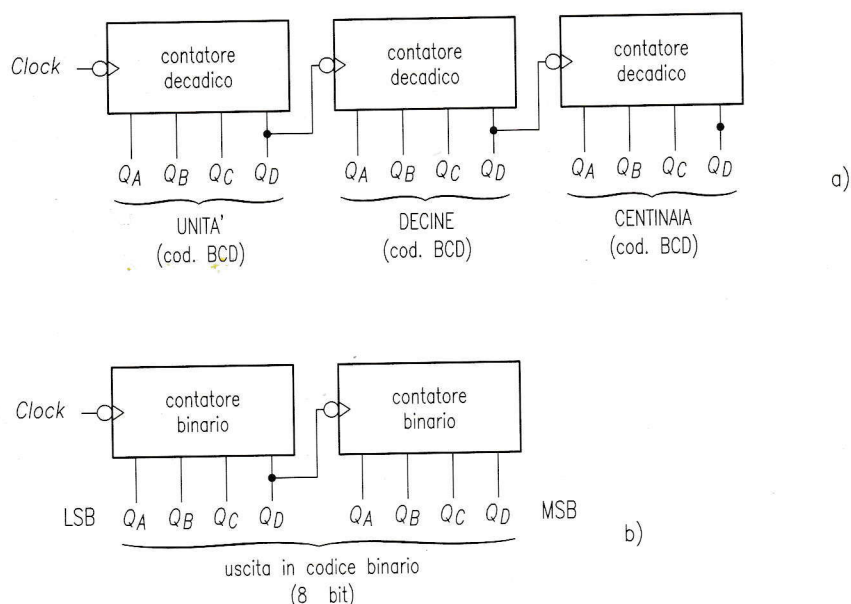 contatore contatore contatore
Clock decadico decadico decadico
QA QB QC QD QA QB QC QD QA QB QC QD
a)
UNITA' DECINE CENTINAIA
(cod. BCD) (cod. BCD) (cod. BCD)
contatore contatore
Clock binario binario
LSB QA QB QC QD QA QB QC QD MSB
b)
uscita in codice binario
(8 bit)